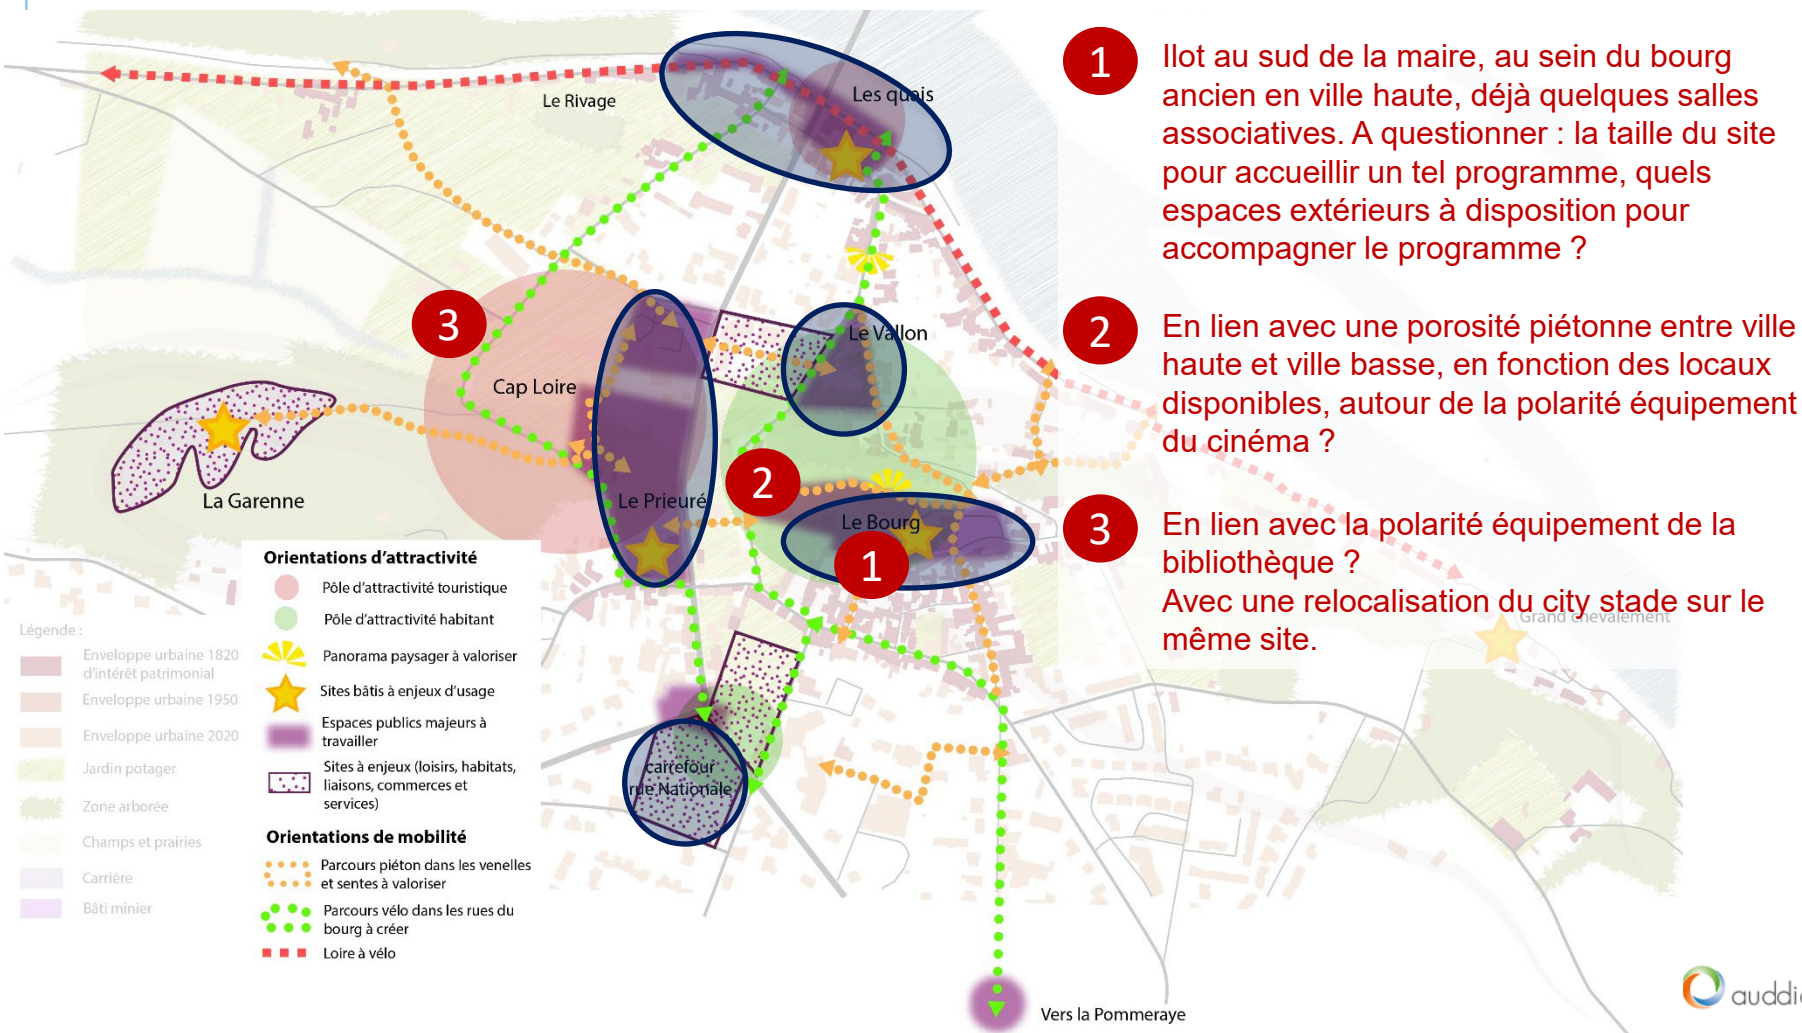 1
Ilot au sud de la maire, au sein du bourg
ancien en ville haute, déjà quelques salles
associatives. A questionner : la taille du site
pour accueillir un tel programme, quels
espaces extérieurs à disposition pour
accompagner le programme ?
2
En lien avec une porosité piétonne entre ville
haute et ville basse, en fonction des locaux
disponibles, autour de la polarité équipement
du cinéma ?
3
En lien avec la polarité équipement de la
bibliothèque ?
Avec une relocalisation du city stade sur le
même site.
Le Rivage
Les quais
3
Le Vallon
Cap Loire
La Garenne
Le Prieuré
2
Le Bourg
1
Grand chevalement
carrefour
rue Nationale
Vers la Pommeraye
Légende :
Enveloppe urbaine 1820
d'intérêt patrimonial
Enveloppe urbaine 1950
Enveloppe urbaine 2020
Jardin potager
Zone arborée
Champs et prairies
Carrière
Bâti minier
Orientations d'attractivité
Pôle d'attractivité touristique
Pôle d'attractivité habitant
Panorama paysager à valoriser
Sites bâtis à enjeux d'usage
Espaces publics majeurs à
travailler
Sites à enjeux (loisirs, habitats,
liaisons, commerces et
services)
Orientations de mobilité
Parcours piéton dans les venelles
et sentes à valoriser
Parcours vélo dans les rues du
bourg à créer
Loire à vélo